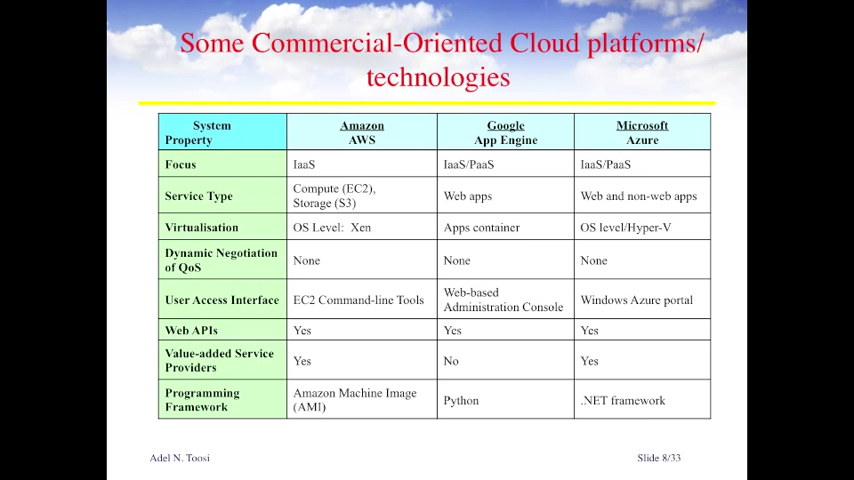 Some Commercial-Oriented Cloud platforms/
technologies
System
Property
Amazon
AWS
Google
App Engine
Microsoft
Azure
Focus
IaaS
IaaS/PaaS
IaaS/PaaS
Service Type
Compute (EC2),
Storage (S3)
Web apps
Web and non-web apps
Virtualisation
OS Level: Xen
Apps container
OS level/Hyper-V
Dynamic Negotiation
of QoS
None
None
None
User Access Interface
EC2 Command-line Tools
Web-based
Administration Console
Windows Azure portal
Web APIs
Yes
Yes
Yes
Value-added Service
Providers
Yes
No
Yes
Programming
Framework
Amazon Machine Image
(AMI)
Python
.NET framework
Adel N. Toosi
Slide 8/33